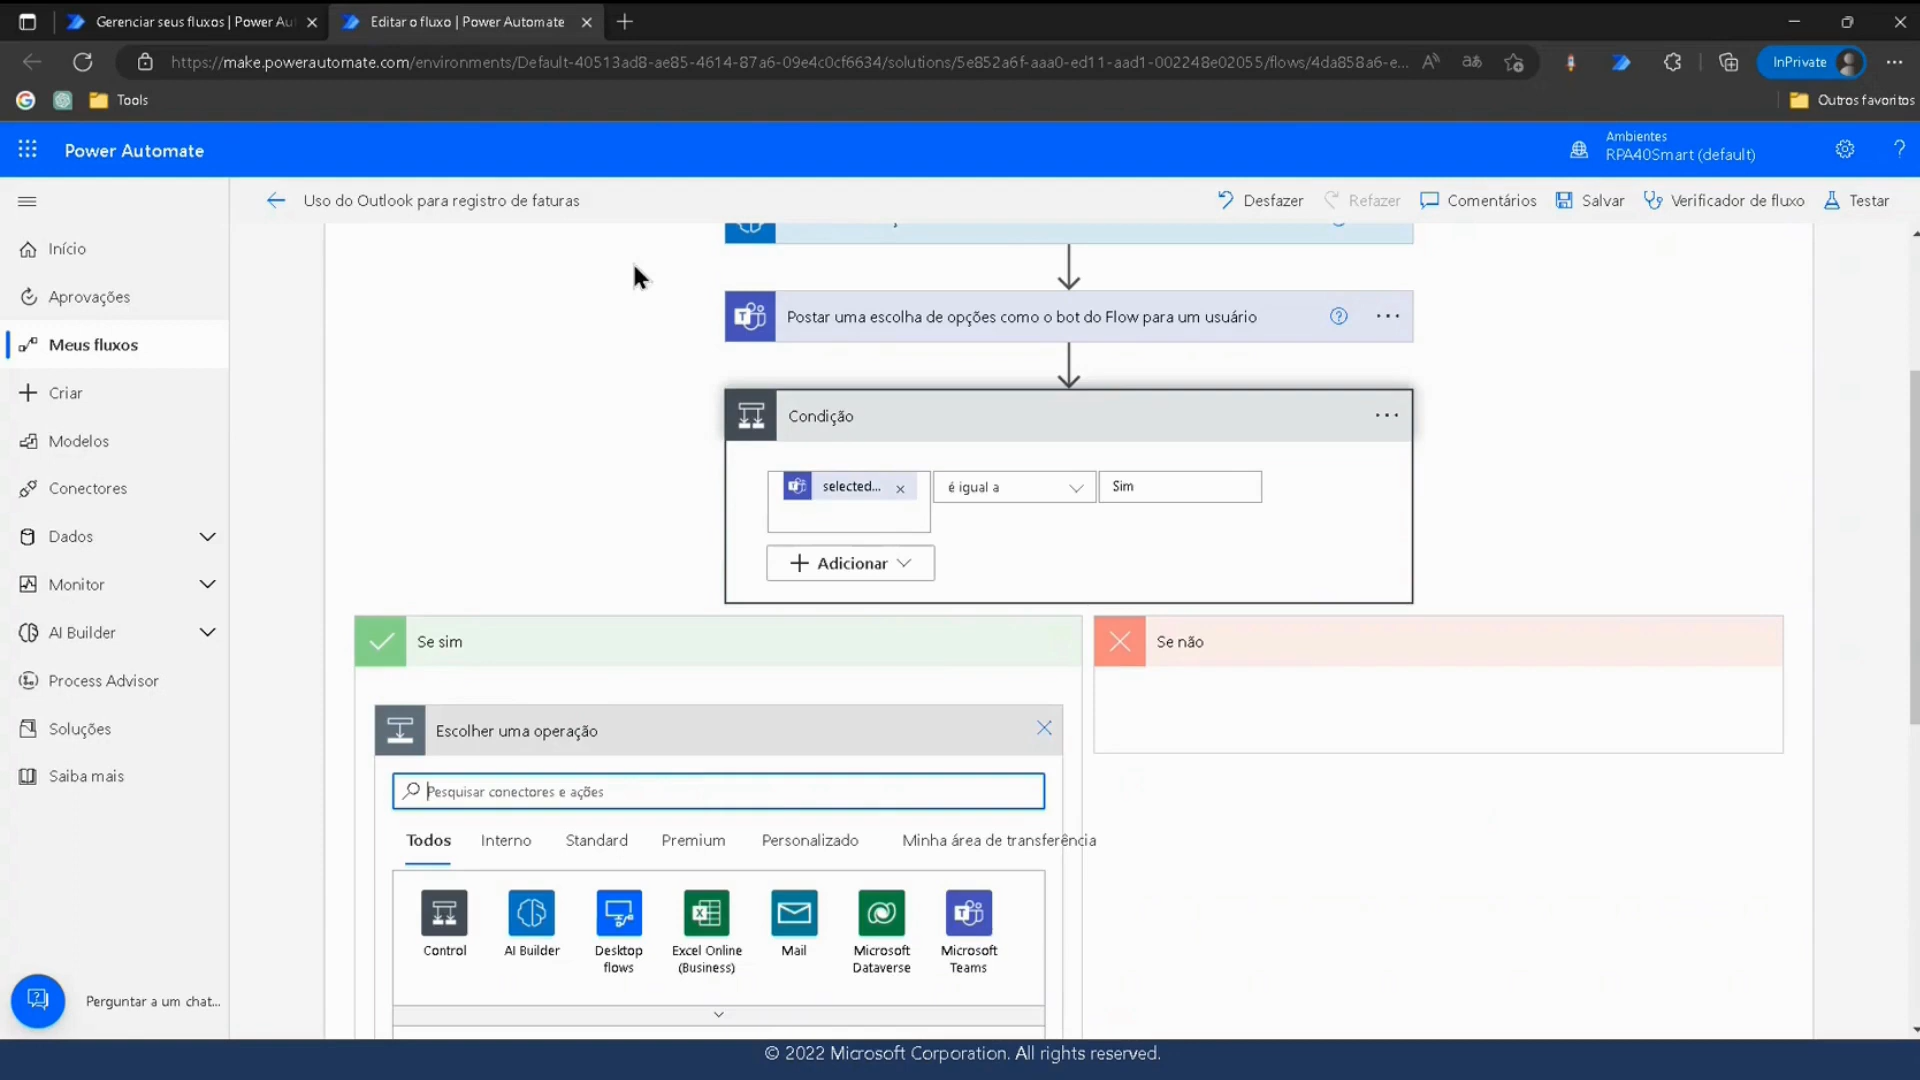 Gerenciar seus fluxos | Power Au
Editar o fluxo | Power Automate
https://make.powerautomate.com/environments/Default-40513ad8-ae85-4614-87a6-09e4c0cf6634/solutions/5e852a6f-aaa0-ed11-aad1-002248e02055/flows/4da858a6-e...
InPrivate
Tools
Outros favoritos
Power Automate
Ambientes
RPA40Smart (default)
Uso do Outlook para registro de faturas
Desfazer
Refazer
Comentários
Salvar
Verificador de fluxo
Testar
Início
Aprovações
Meus fluxos
Criar
Modelos
Conectores
Dados
Monitor
AI Builder
Process Advisor
Soluções
Saiba mais
Perguntar a um chat...
Postar uma escolha de opções como o bot do Flow para um usuário
Condição
selected...
é igual a
Sim
Adicionar
Se sim
Se não
Escolher uma operação
Pesquisar conectores e ações
Todos
Interno
Standard
Premium
Personalizado
Minha área de transferência
Control
AI Builder
Desktop
flows
Excel Online
(Business)
Mail
Microsoft
Dataverse
Microsoft
Teams
© 2022 Microsoft Corporation. All rights reserved.